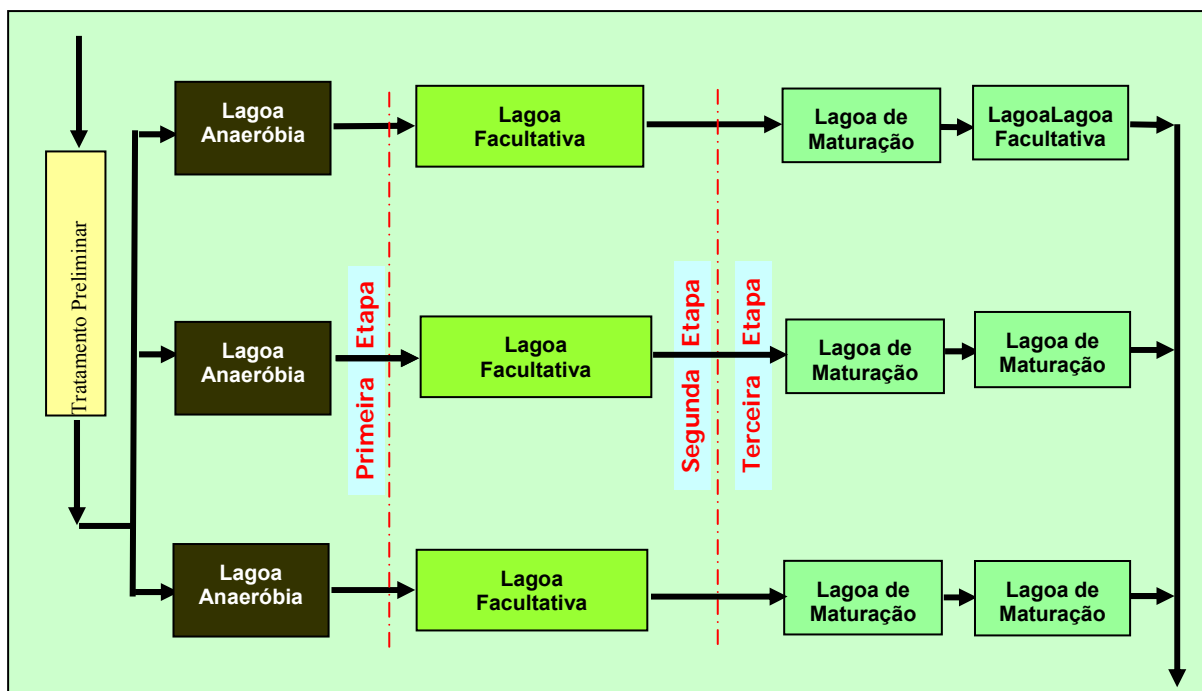 Tratamento Preliminar
Lagoa
Anaeróbia
Lagoa
Facultativa
Lagoa de
Maturação
LagoaLagoa
Facultativa
Lagoa
Anaeróbia
Primeira Etapa
Lagoa
Facultativa
Segunda Etapa
Terceira Etapa
Lagoa de
Maturação
Lagoa de
Maturação
Lagoa
Anaeróbia
Lagoa
Facultativa
Lagoa de
Maturação
Lagoa de
Maturação